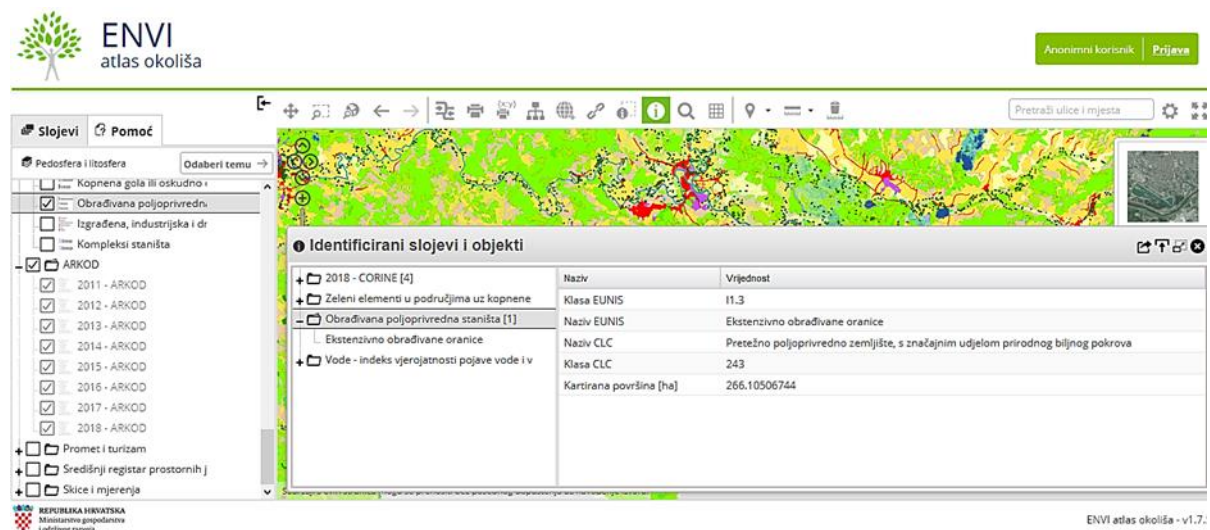 ENVI
atlas okoliša
Anonimni korisnik Prijava
Slojevi Pomoć
Pretraži ulice i mjesta
Pedosfera i litosfera Odaberi temu →
Kopnena gola ili oskudno
Obrađivana poljoprivredn
Izgrađena, industrijska i dr
Kompleksi staništa
ARKOD
2011 - ARKOD
2012 - ARKOD
2013 - ARKOD
2014 - ARKOD
2015 - ARKOD
2016 - ARKOD
2017 - ARKOD
2018 - ARKOD
Promet i turizam
Središnji registar prostornih j
Skice i mjerenja
Identificirani slojevi i objekti
2018 - CORINE [4]
Zeleni elementi u područjima uz kopnene
Obrađivana poljoprivredna staništa [1]
Ekstenzivno obrađivane oranice
Vode - indeks vjerojatnosti pojave vode i v
Naziv Vrijednost
Klasa EUNIS I1.3
Naziv EUNIS Ekstenzivno obrađivane oranice
Naziv CLC Pretežno poljoprivredno zemljište, s značajnim udjelom prirodnog biljnog pokrova
Klasa CLC 243
Kartirana površina [ha] 266.10506744
REPUBLIKA HRVATSKA
Ministarstvo gospodarstva
i održivog razvoja
ENVI atlas okoliša - v1.7.